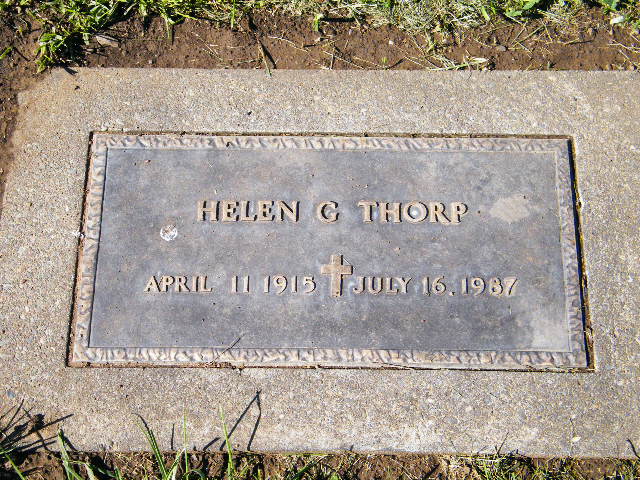 HELEN G THORP
APRIL 11 1915 JULY 16. 1987